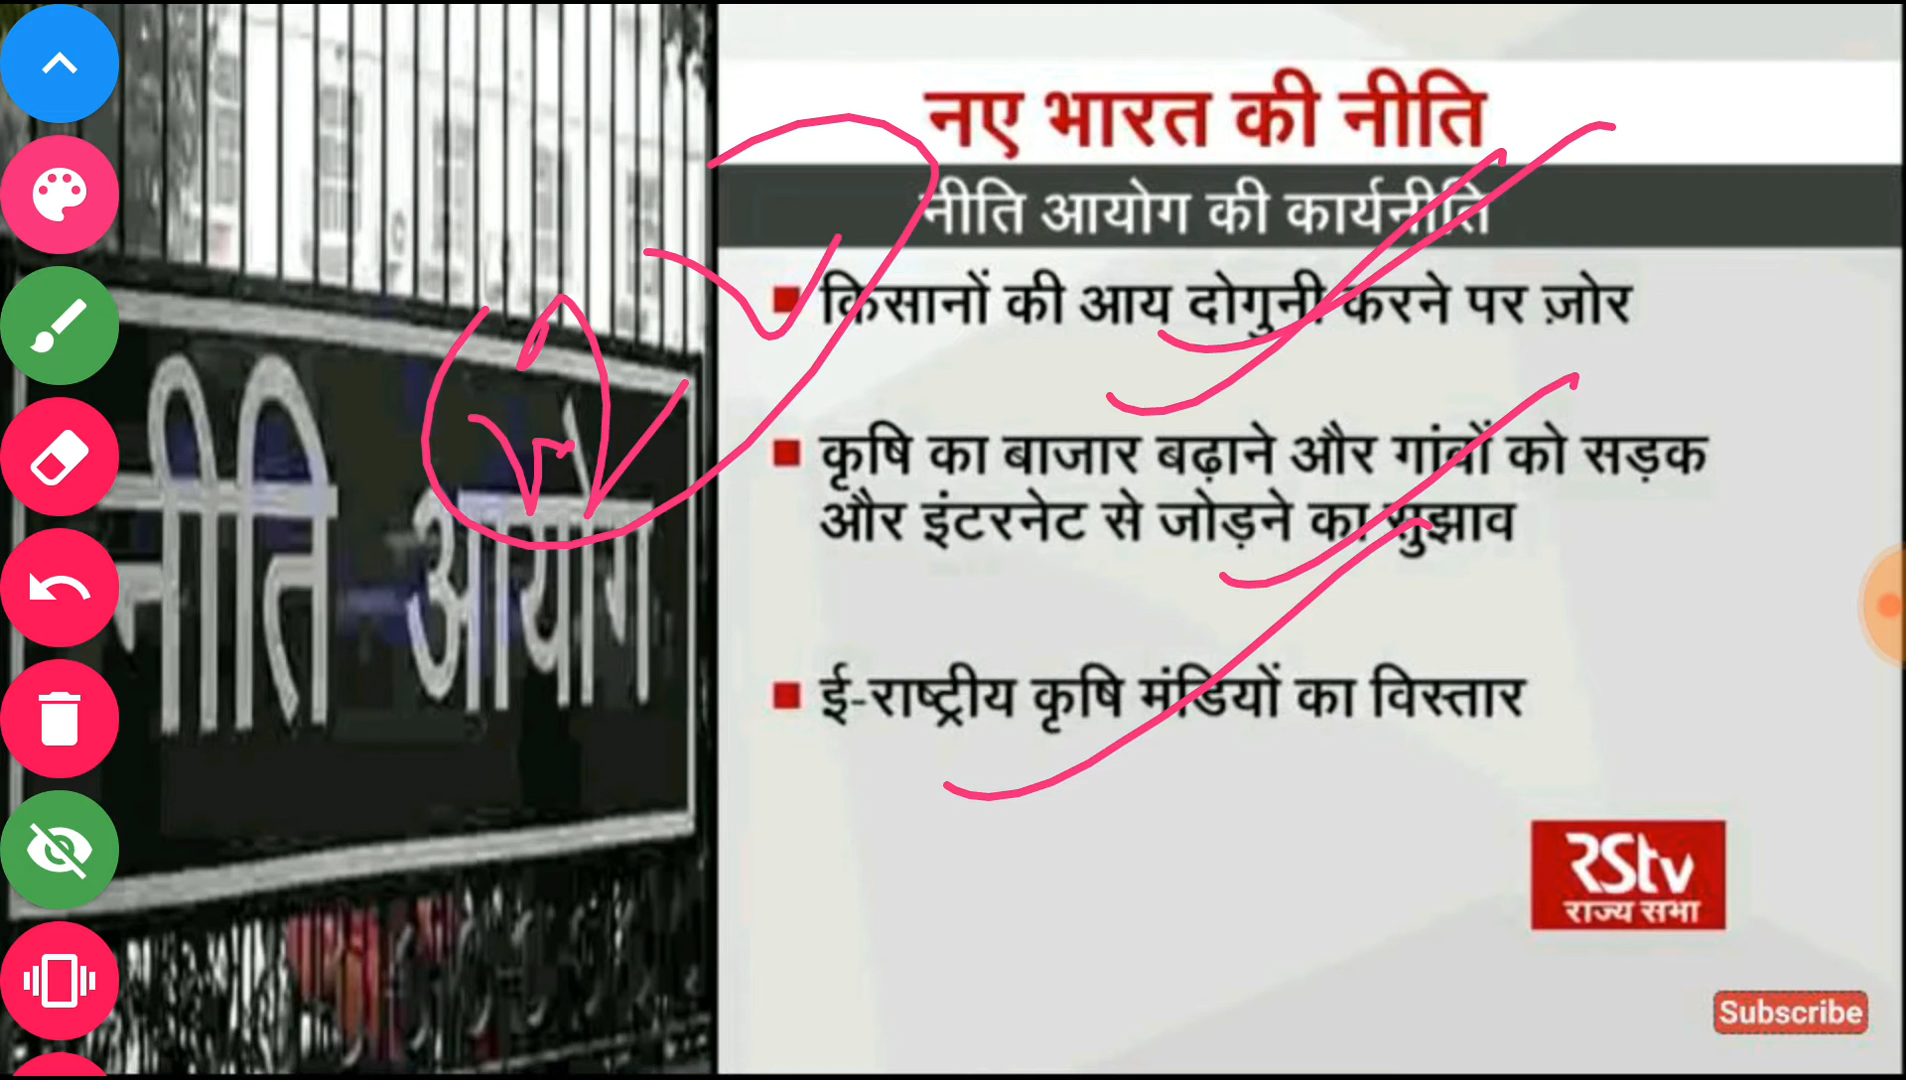 नए भारत की नीति
नीति आयोग की कार्यनीति
किसानों की आय दोगुनी करने पर ज़ोर
कृषि का बाजार बढ़ाने और गांवों को सड़क
और इंटरनेट से जोड़ने का सुझाव
ई-राष्ट्रीय कृषि मंडियों का विस्तार
नीति आयोग
RStv
राज्य सभा
Subscribe